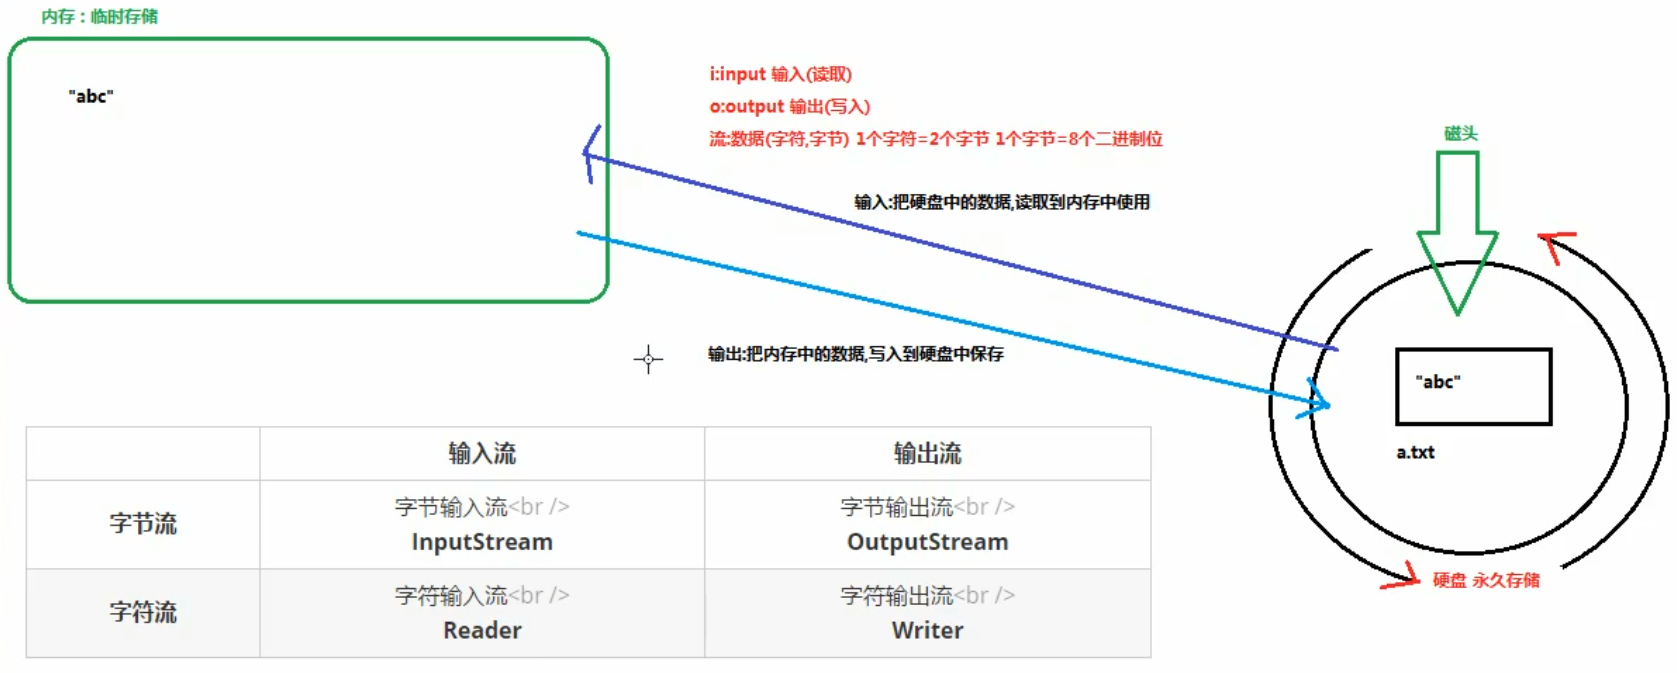 内存：临时存储
"abc"
i:input 输入(读取)
o:output 输出(写入)
流:数据(字符,字节) 1个字符=2个字节 1个字节=8个二进制位
磁头
输入:把硬盘中的数据,读取到内存中使用
输出:把内存中的数据,写入到硬盘中保存
"abc"
a.txt
硬盘 永久存储
输入流 输出流
字节流 字节输入流<br /> 字节输出流<br />
InputStream OutputStream
字符流 字符输入流<br /> 字符输出流<br />
Reader Writer